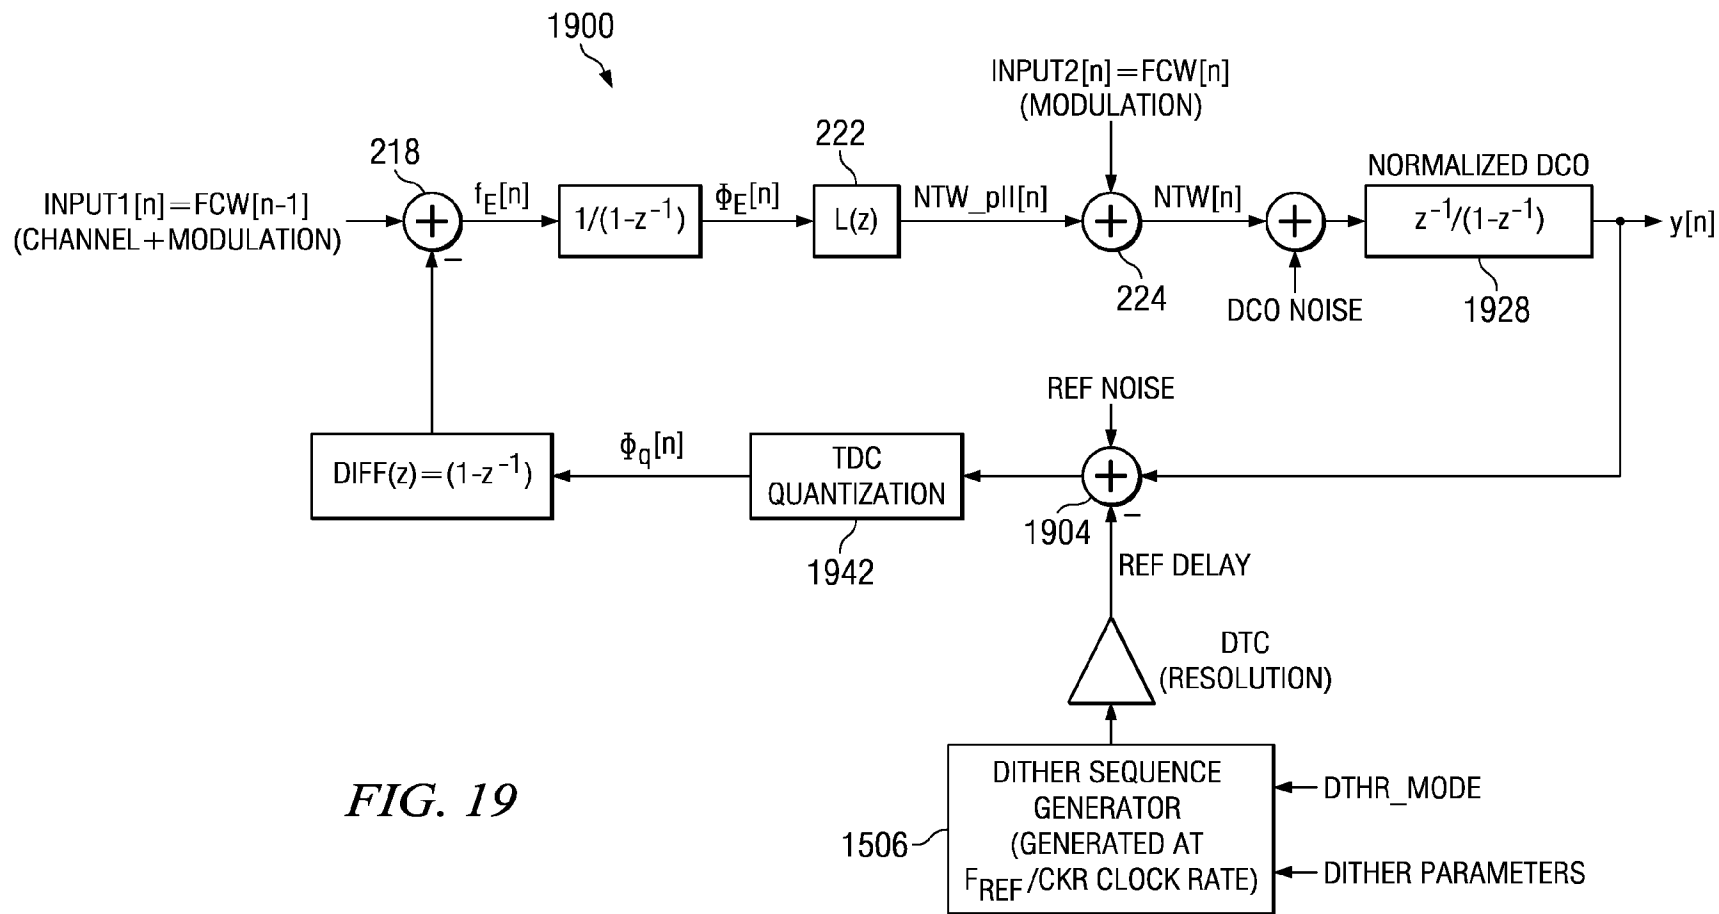 1900
INPUT2[n]=FCW[n]
(MODULATION)
218
222
NORMALIZED DCO
INPUT1[n]=FCW[n-1]
(CHANNEL+MODULATION)
+
−
fE[n]
1/(1-z-1)
ΦE[n]
L(z)
NTW_pll[n]
+
224
NTW[n]
+
DCO NOISE
z-1/(1-z-1)
1928
y[n]
REF NOISE
DIFF(z)=(1-z-1)
Φq[n]
TDC
QUANTIZATION
1942
+
−
1904
REF DELAY
DTC
(RESOLUTION)
DITHER SEQUENCE
GENERATOR
(GENERATED AT
FREF/CKR CLOCK RATE)
1506
DTHR_MODE
DITHER PARAMETERS
FIG. 19